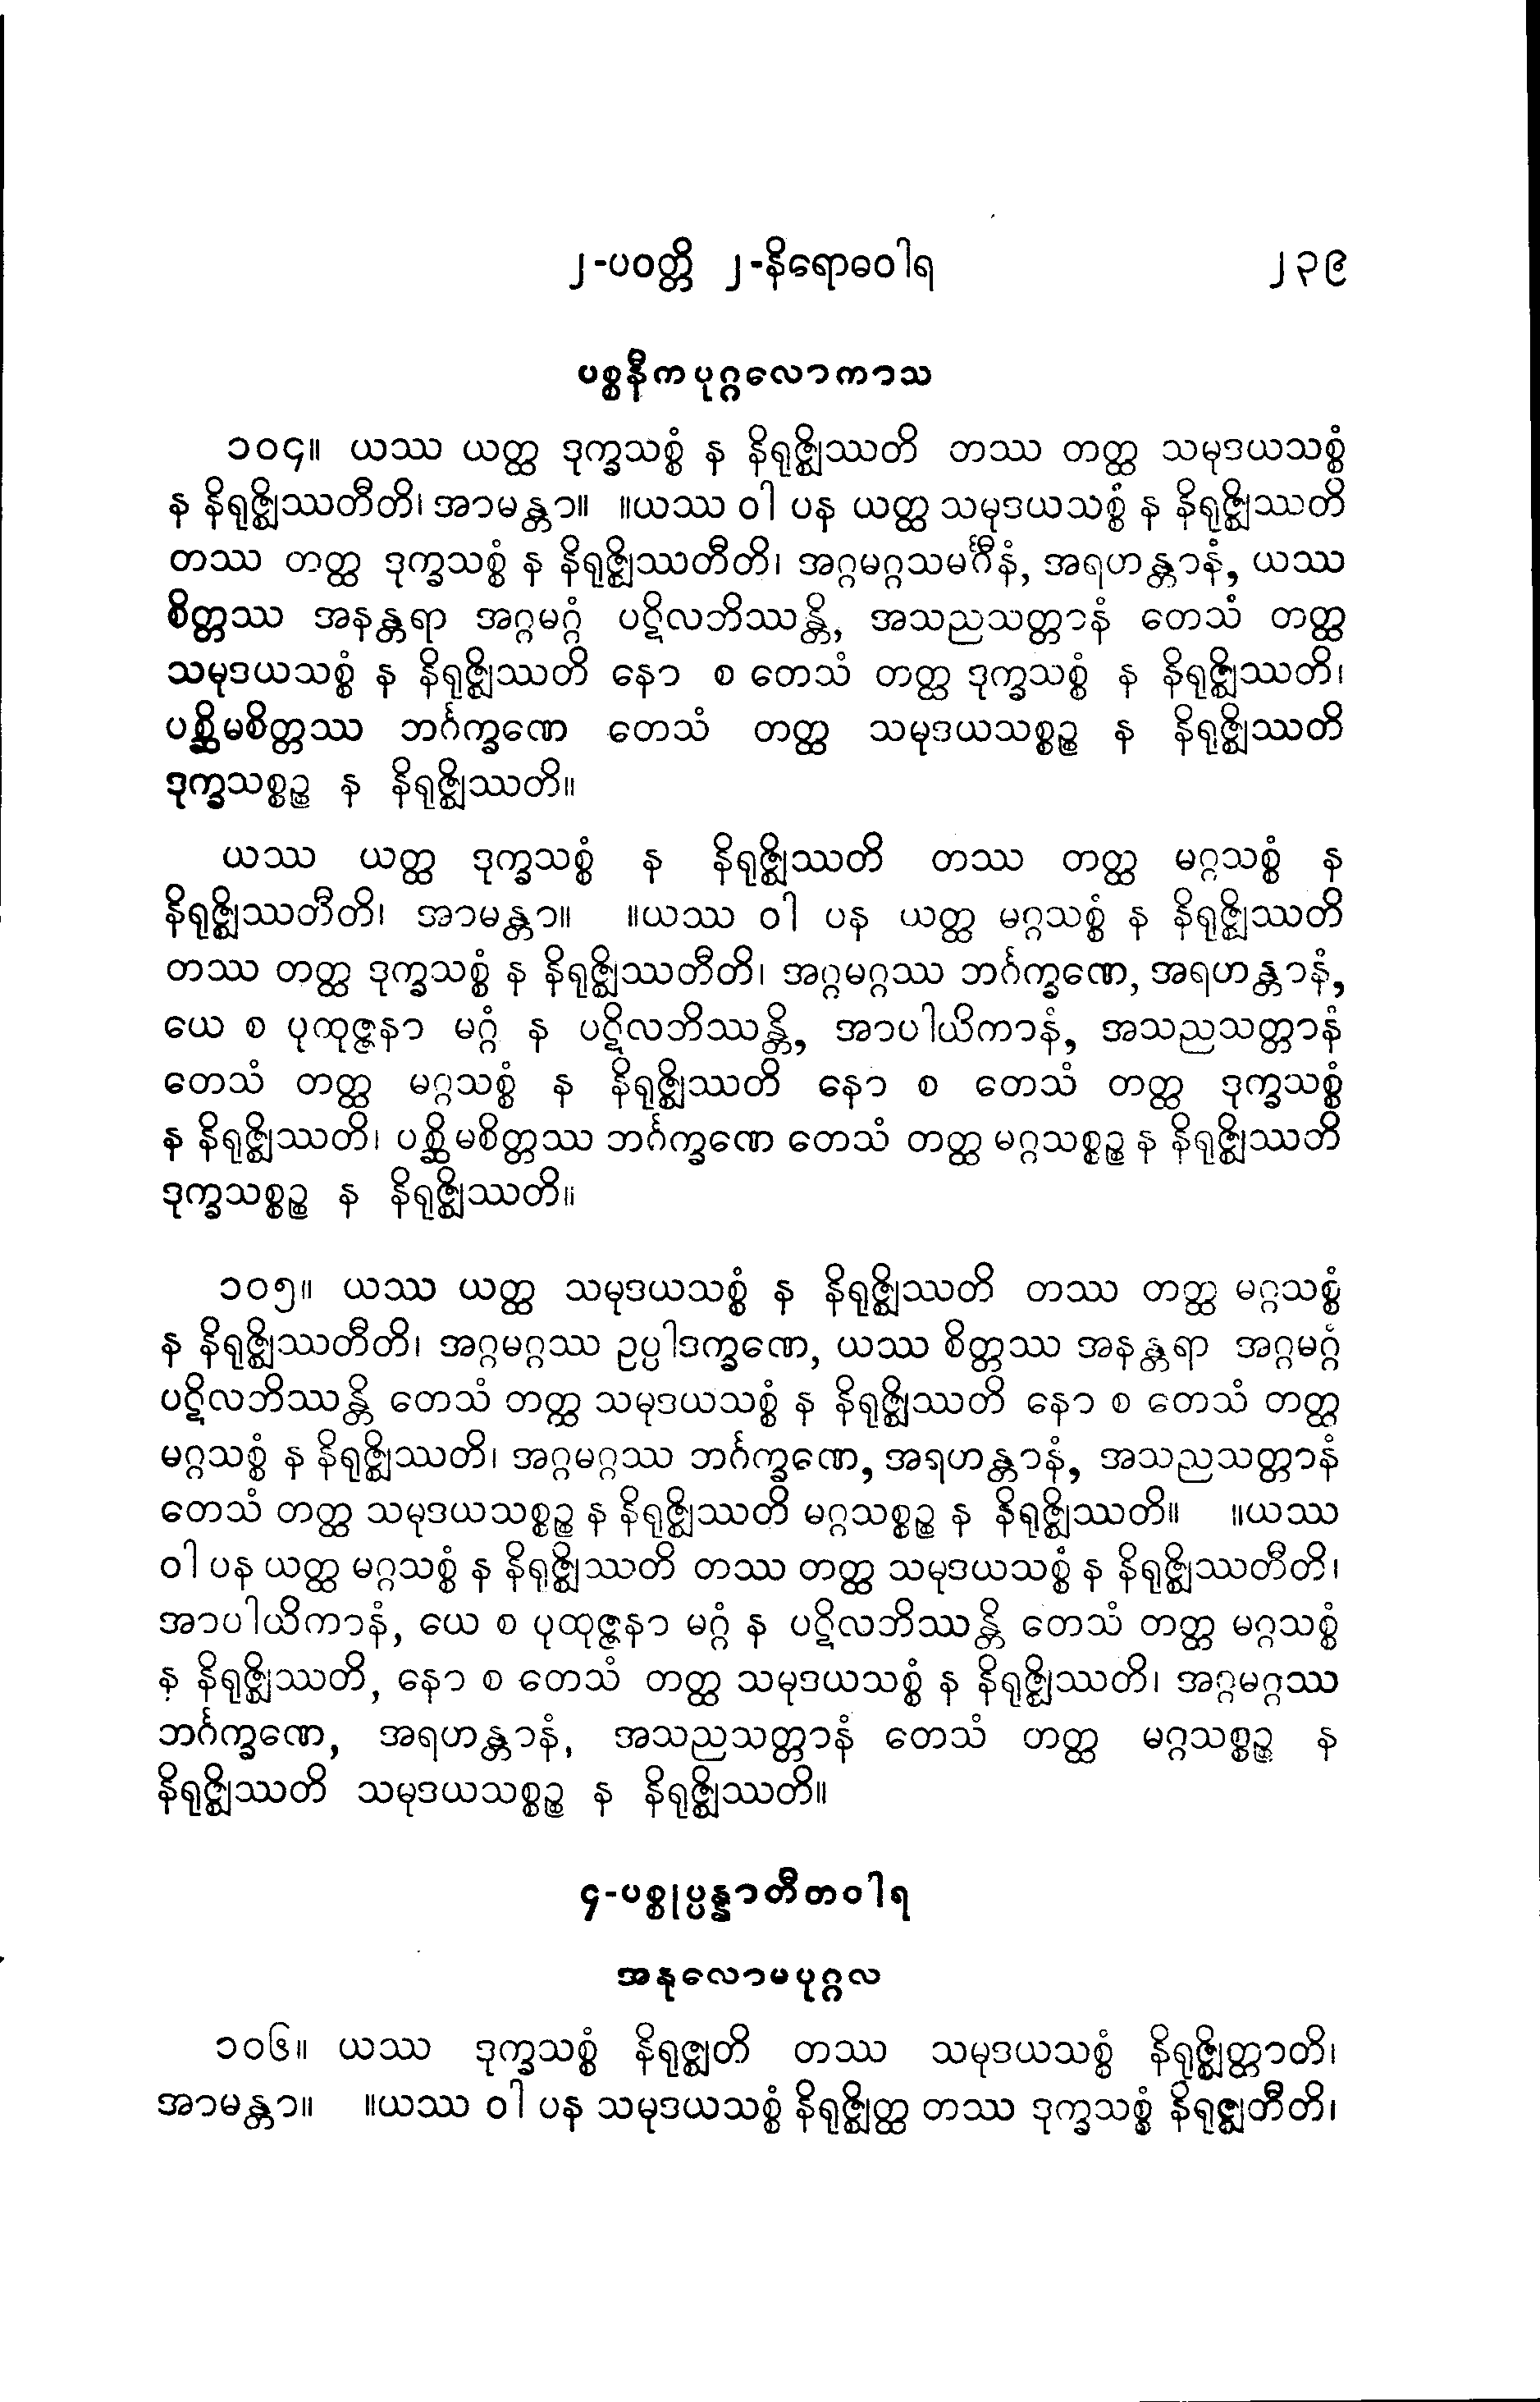 ၂-ပဝတ္တိ ၂-နိရောဓဝါရ ၂၃၉
ပစ္စနီကပုဂ္ဂလောကာသ
၁၀၄။ ယဿ ယတ္ထ ဒုက္ခသစ္စံ န နိရုဇ္ဈိဿတိ တဿ တတ္ထ သမုဒယသစ္စံ
န နိရုဇ္ဈိဿတီတိ၊ အာမန္တာ။ ။ယဿ ဝါ ပန ယတ္ထ သမုဒယသစ္စံ န နိရုဇ္ဈိဿတိ
တဿ တတ္ထ ဒုက္ခသစ္စံ န နိရုဇ္ဈိဿတီတိ၊ အဂ္ဂမဂ္ဂသမင်္ဂီနံ, အရဟန္တာနံ, ယဿ
စိတ္တဿ အနန္တရာ အဂ္ဂမဂ္ဂံ ပဋိလဘိဿန္တိ, အသညသတ္တာနံ တေသံ တတ္ထ
သမုဒယသစ္စံ န နိရုဇ္ဈိဿတိ နော စ တေသံ တတ္ထ ဒုက္ခသစ္စံ န နိရုဇ္ဈိဿတိ၊
ပစ္ဆိမစိတ္တဿ ဘင်္ဂက္ခဏေ တေသံ တတ္ထ သမုဒယသစ္စဉ္စ န နိရုဇ္ဈိဿတိ
ဒုက္ခသစ္စဉ္စ န နိရုဇ္ဈိဿတိ။
ယဿ ယတ္ထ ဒုက္ခသစ္စံ န နိရုဇ္ဈိဿတိ တဿ တတ္ထ မဂ္ဂသစ္စံ န
နိရုဇ္ဈိဿတီတိ၊ အာမန္တာ။ ။ယဿ ဝါ ပန ယတ္ထ မဂ္ဂသစ္စံ န နိရုဇ္ဈိဿတိ
တဿ တတ္ထ ဒုက္ခသစ္စံ န နိရုဇ္ဈိဿတီတိ၊ အဂ္ဂမဂ္ဂဿ ဘင်္ဂက္ခဏေ, အရဟန္တာနံ,
ယေ စ ပုထုဇ္ဇနာ မဂ္ဂံ န ပဋိလဘိဿန္တိ, အာပါယိကာနံ, အသညသတ္တာနံ
တေသံ တတ္ထ မဂ္ဂသစ္စံ န နိရုဇ္ဈိဿတိ နော စ တေသံ တတ္ထ ဒုက္ခသစ္စံ
န နိရုဇ္ဈိဿတိ၊ ပစ္ဆိမစိတ္တဿ ဘင်္ဂက္ခဏေ တေသံ တတ္ထ မဂ္ဂသစ္စဉ္စ န နိရုဇ္ဈိဿတိ
ဒုက္ခသစ္စဉ္စ န နိရုဇ္ဈိဿတိ။
၁၀၅။ ယဿ ယတ္ထ သမုဒယသစ္စံ န နိရုဇ္ဈိဿတိ တဿ တတ္ထ မဂ္ဂသစ္စံ
န နိရုဇ္ဈိဿတီတိ၊ အဂ္ဂမဂ္ဂဿ ဥပ္ပါဒက္ခဏေ, ယဿ စိတ္တဿ အနန္တရာ အဂ္ဂမဂ္ဂံ
ပဋိလဘိဿန္တိ တေသံ တတ္ထ သမုဒယသစ္စံ န နိရုဇ္ဈိဿတိ နော စ တေသံ တတ္ထ
မဂ္ဂသစ္စံ န နိရုဇ္ဈိဿတိ၊ အဂ္ဂမဂ္ဂဿ ဘင်္ဂက္ခဏေ, အရဟန္တာနံ, အသညသတ္တာနံ
တေသံ တတ္ထ သမုဒယသစ္စဉ္စ န နိရုဇ္ဈိဿတိ မဂ္ဂသစ္စဉ္စ န နိရုဇ္ဈိဿတိ။ ။ယဿ
ဝါ ပန ယတ္ထ မဂ္ဂသစ္စံ န နိရုဇ္ဈိဿတိ တဿ တတ္ထ သမုဒယသစ္စံ န နိရုဇ္ဈိဿတီတိ၊
အာပါယိကာနံ, ယေ စ ပုထုဇ္ဇနာ မဂ္ဂံ န ပဋိလဘိဿန္တိ တေသံ တတ္ထ မဂ္ဂသစ္စံ
န နိရုဇ္ဈိဿတိ, နော စ တေသံ တတ္ထ သမုဒယသစ္စံ န နိရုဇ္ဈိဿတိ၊ အဂ္ဂမဂ္ဂဿ
ဘင်္ဂက္ခဏေ, အရဟန္တာနံ, အသညသတ္တာနံ တေသံ တတ္ထ မဂ္ဂသစ္စဉ္စ န
နိရုဇ္ဈိဿတိ သမုဒယသစ္စဉ္စ န နိရုဇ္ဈိဿတိ။
၄-ပစ္စုပ္ပန္နာတီတဝါရ
အနုလောမပုဂ္ဂလ
၁၀၆။ ယဿ ဒုက္ခသစ္စံ နိရုဇ္ဈတိ တဿ သမုဒယသစ္စံ နိရုဇ္ဈိတ္ထာတိ၊
အာမန္တာ။ ။ယဿ ဝါ ပန သမုဒယသစ္စံ နိရုဇ္ဈိတ္ထ တဿ ဒုက္ခသစ္စံ နိရုဇ္ဈတီတိ၊